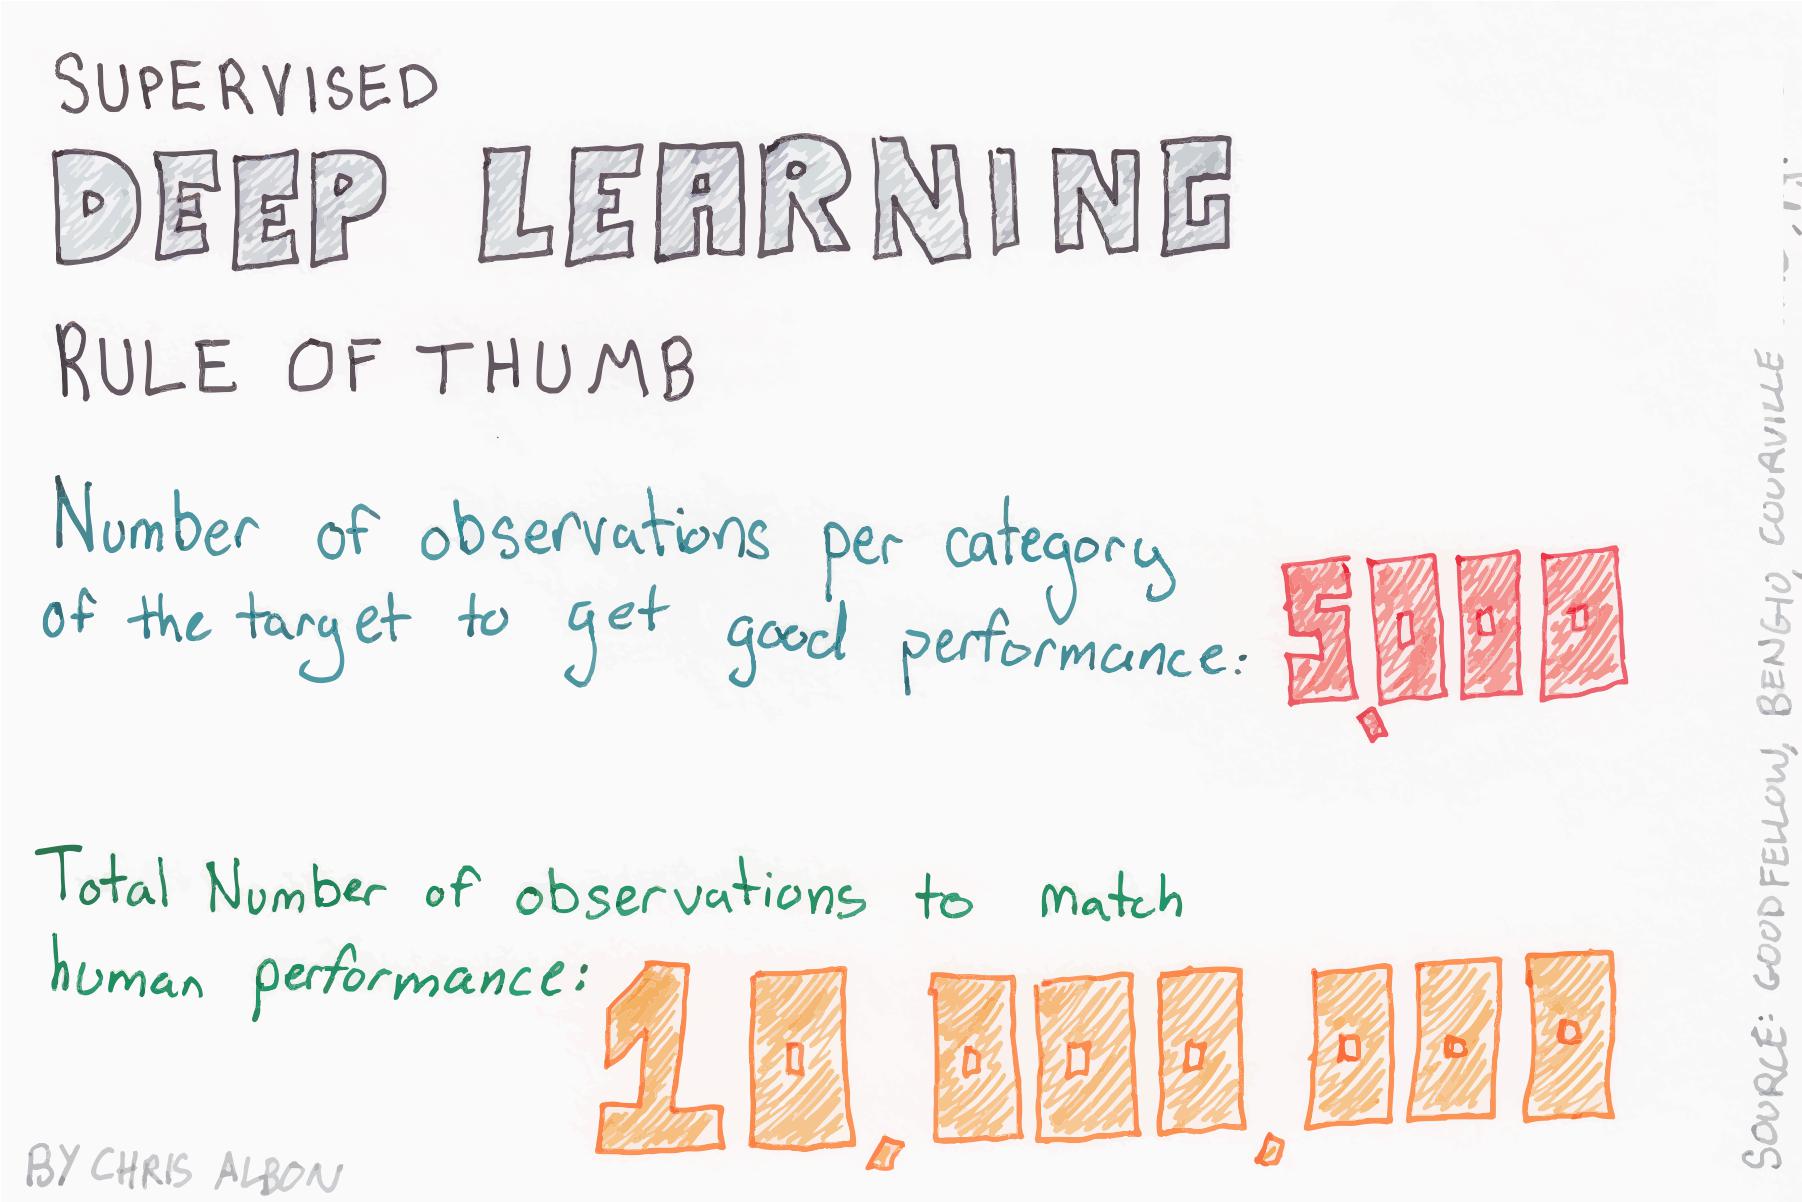 SUPERVISED
DEEP LEARNING
RULE OF THUMB
Number of observations per category
of the target to get good performance: 5,000
Total Number of observations to match
human performance: 10,000,000
BY CHRIS ALBON
SOURCE: GOODFELLOW, BENGIO, COURVILLE